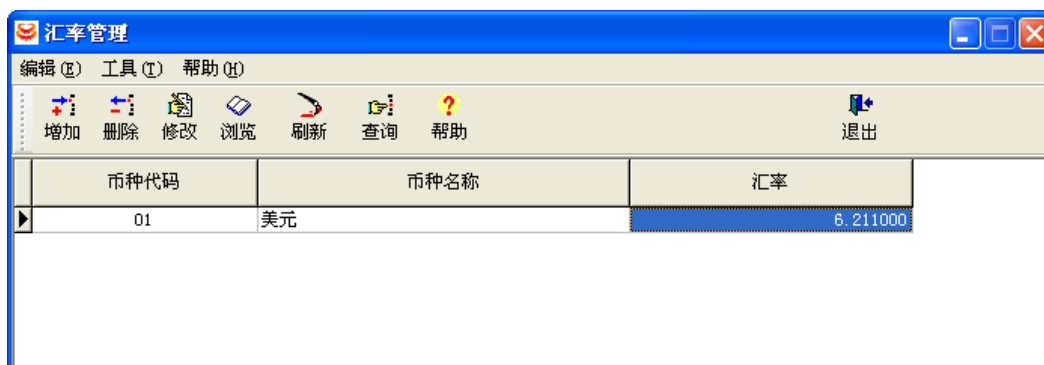 汇率管理
编辑(E) 工具(T) 帮助(H)
增加 删除 修改 浏览 刷新 查询 帮助 退出
币种代码 币种名称 汇率
01 美元 6.211000